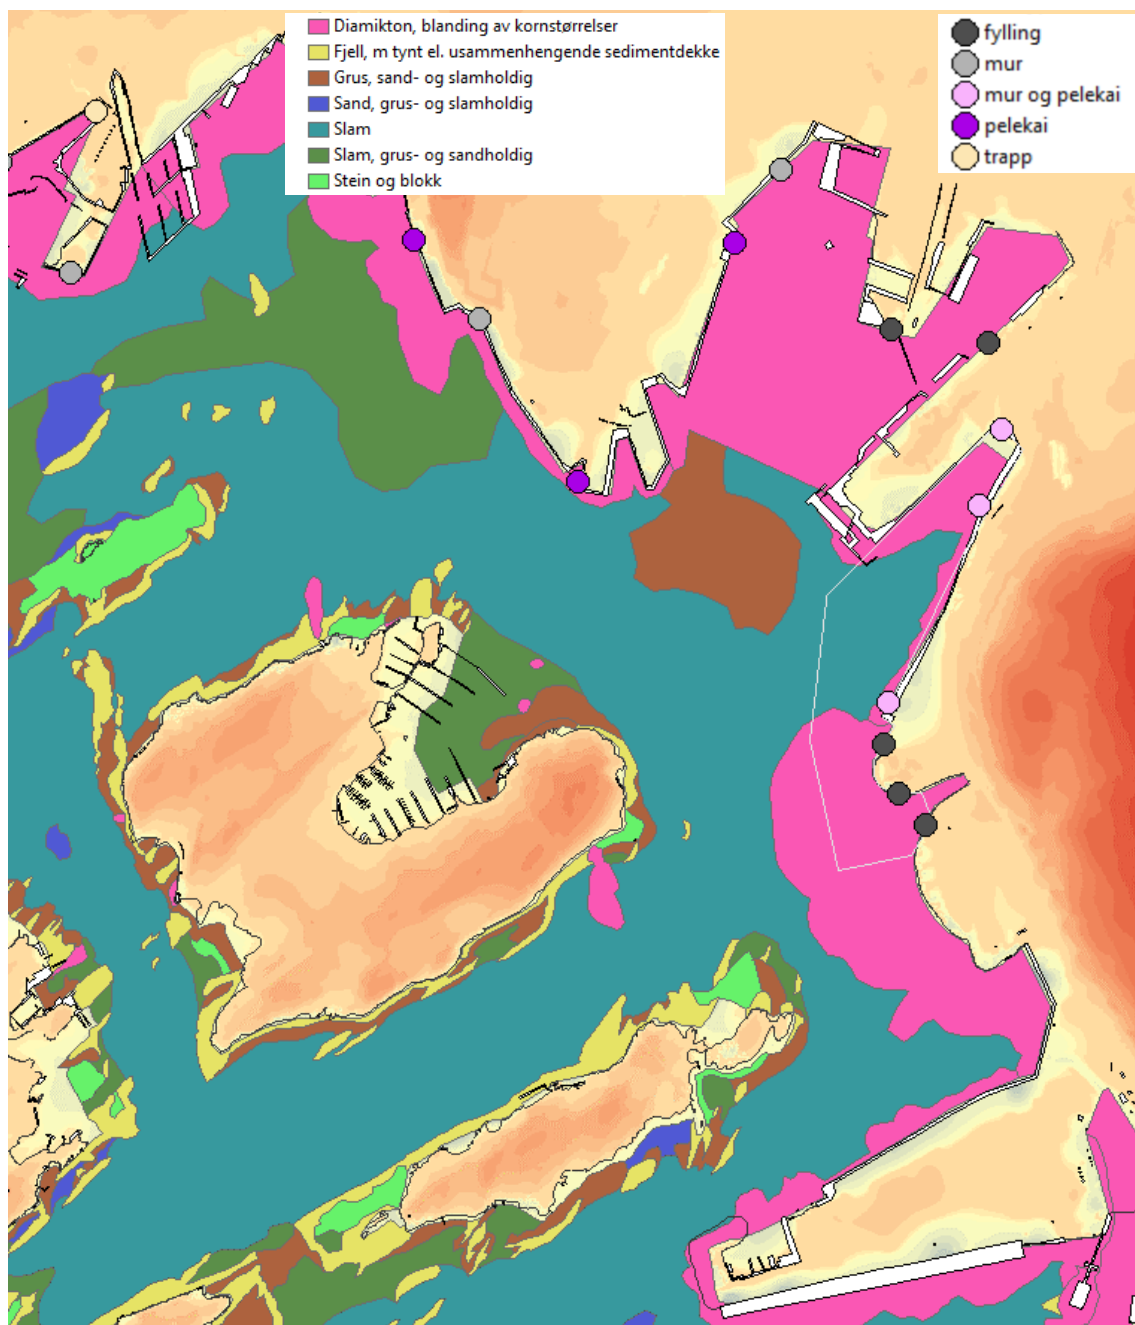 Diamikton, blanding av kornstørrelser
Fjell, m tynt el. usammenhengende sedimentdekke
Grus, sand- og slamholdig
Sand, grus- og slamholdig
Slam
Slam, grus- og sandholdig
Stein og blokk
fylling
mur
mur og pelekai
pelekai
trapp